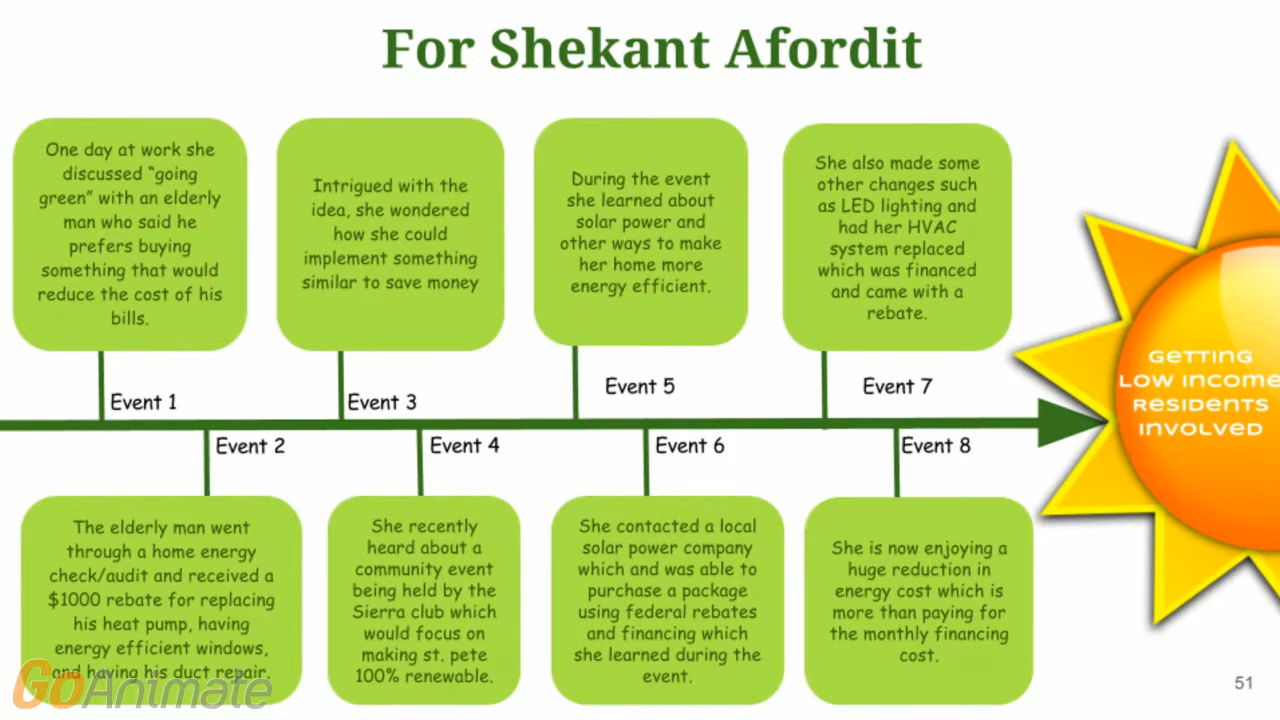 For Shekant Afordit
One day at work she
discussed “going
green” with an elderly
man who said he
prefers buying
something that would
reduce the cost of his
bills.
Event 1
The elderly man went
through a home energy
check/audit and received a
$1000 rebate for replacing
his heat pump, having
energy efficient windows,
and having his duct repair.
Event 2
Intrigued with the
idea, she wondered
how she could
implement something
similar to save money
Event 3
She recently
heard about a
community event
being held by the
Sierra club which
would focus on
making st. pete
100% renewable.
Event 4
During the event
she learned about
solar power and
other ways to make
her home more
energy efficient.
Event 5
She contacted a local
solar power company
which and was able to
purchase a package
using federal rebates
and financing which
she learned during the
event.
Event 6
She also made some
other changes such
as LED lighting and
had her HVAC
system replaced
which was financed
and came with a
rebate.
Event 7
She is now enjoying a
huge reduction in
energy cost which is
more than paying for
the monthly financing
cost.
Event 8
GETTING
LOW INCOME
RESIDENTS
INVOLVED
GoAnimate
51